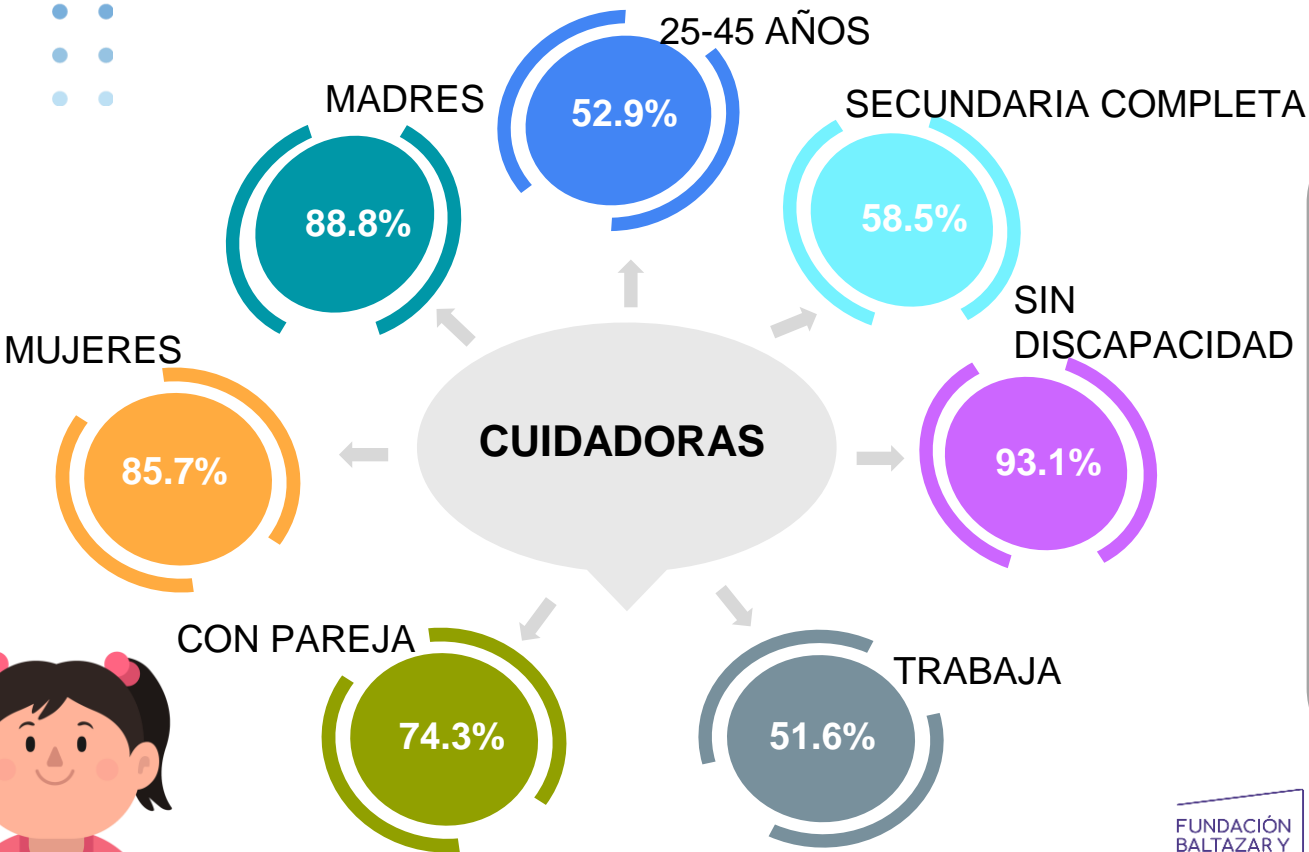 25-45 AÑOS
52.9%
MADRES
88.8%
SECUNDARIA COMPLETA
58.5%
SIN
DISCAPACIDAD
93.1%
MUJERES
85.7%
CUIDADORAS
CON PAREJA
74.3%
TRABAJA
51.6%
FUNDACIÓN
BALTAZAR Y